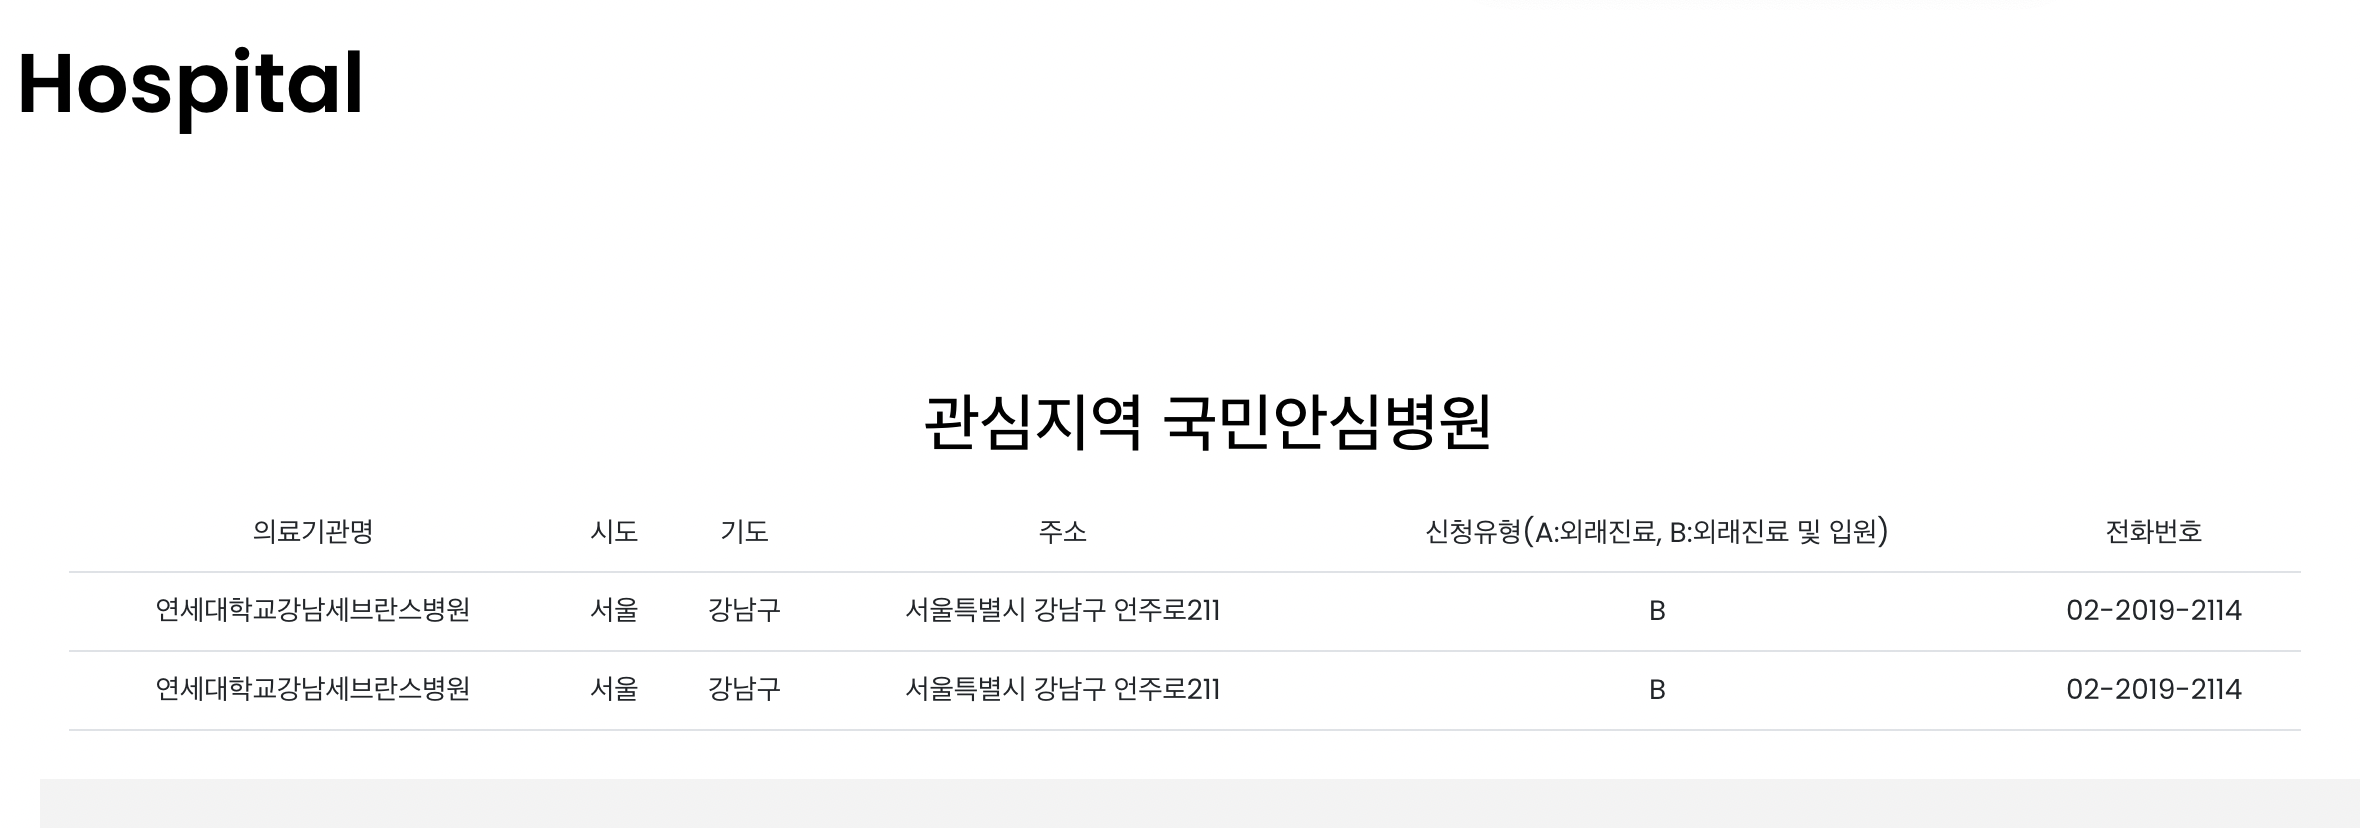 Hospital
관심지역 국민안심병원
의료기관명 시도 기도 주소 신청유형(A:외래진료, B:외래진료 및 입원) 전화번호
연세대학교강남세브란스병원 서울 강남구 서울특별시 강남구 언주로211 B 02-2019-2114
연세대학교강남세브란스병원 서울 강남구 서울특별시 강남구 언주로211 B 02-2019-2114